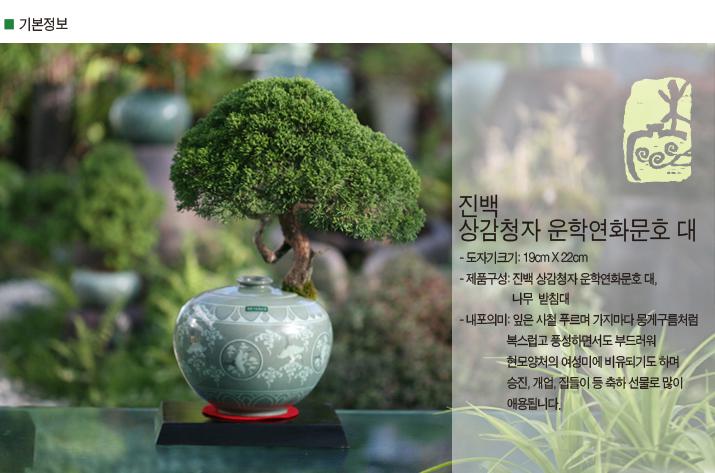 기본정보
진백
상감청자 운학연화문호 대
- 도자기크기: 19cm X 22cm
- 제품구성: 진백 상감청자 운학연화문호 대,
나무 받침대
- 내포의미: 잎은 사철 푸르며 가지마다 뭉게구름처럼
복스럽고 풍성하면서도 부드러워
현모양처의 여성미에 비유되기도 하며
승진, 개업, 집들이 등 축하 선물로 많이
애용됩니다.